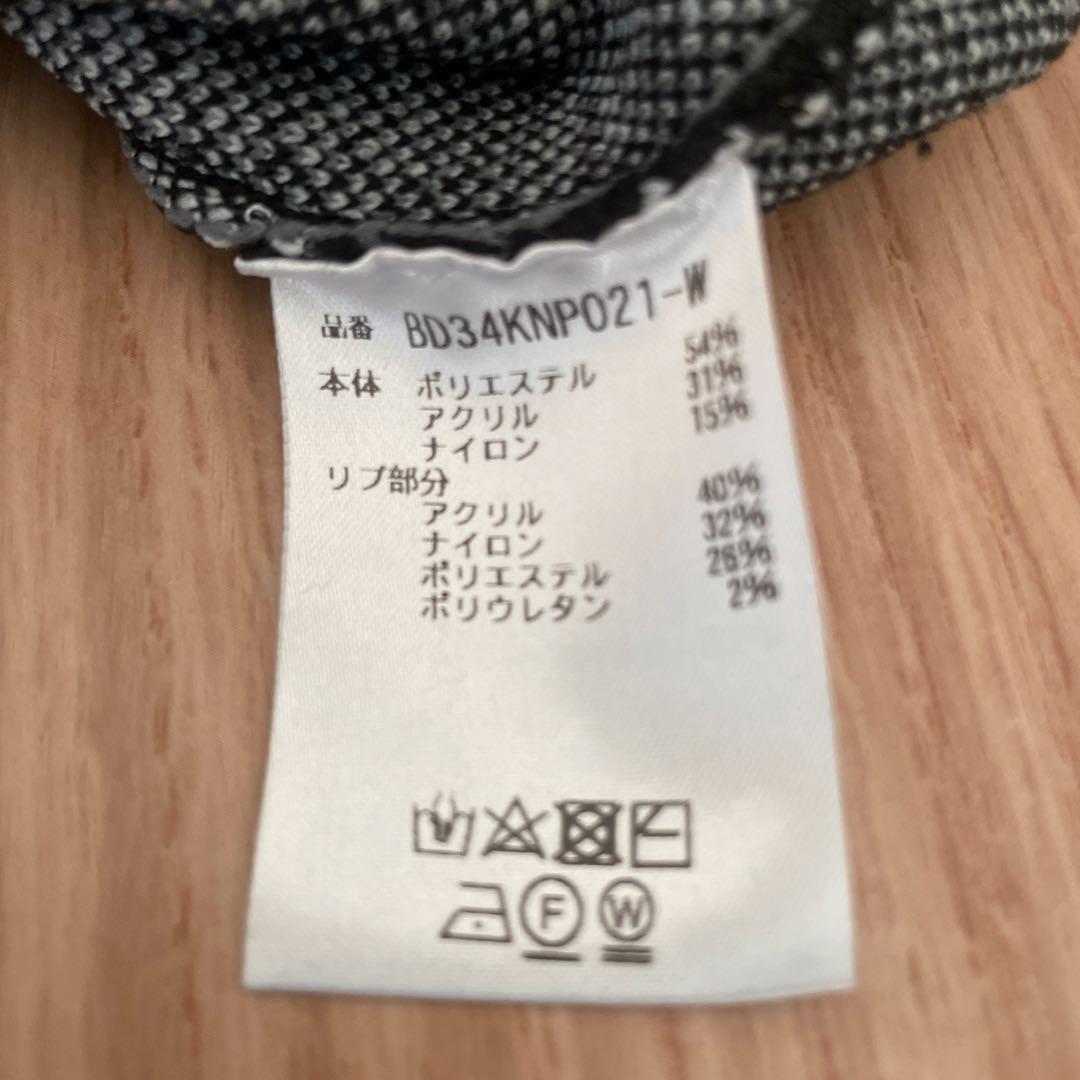 品番 BD34KNP021-W
本体 ポリエステル 54%
アクリル 31%
ナイロン 15%
リブ部分
アクリル 40%
ナイロン 32%
ポリエステル 26%
ポリウレタン 2%
F W